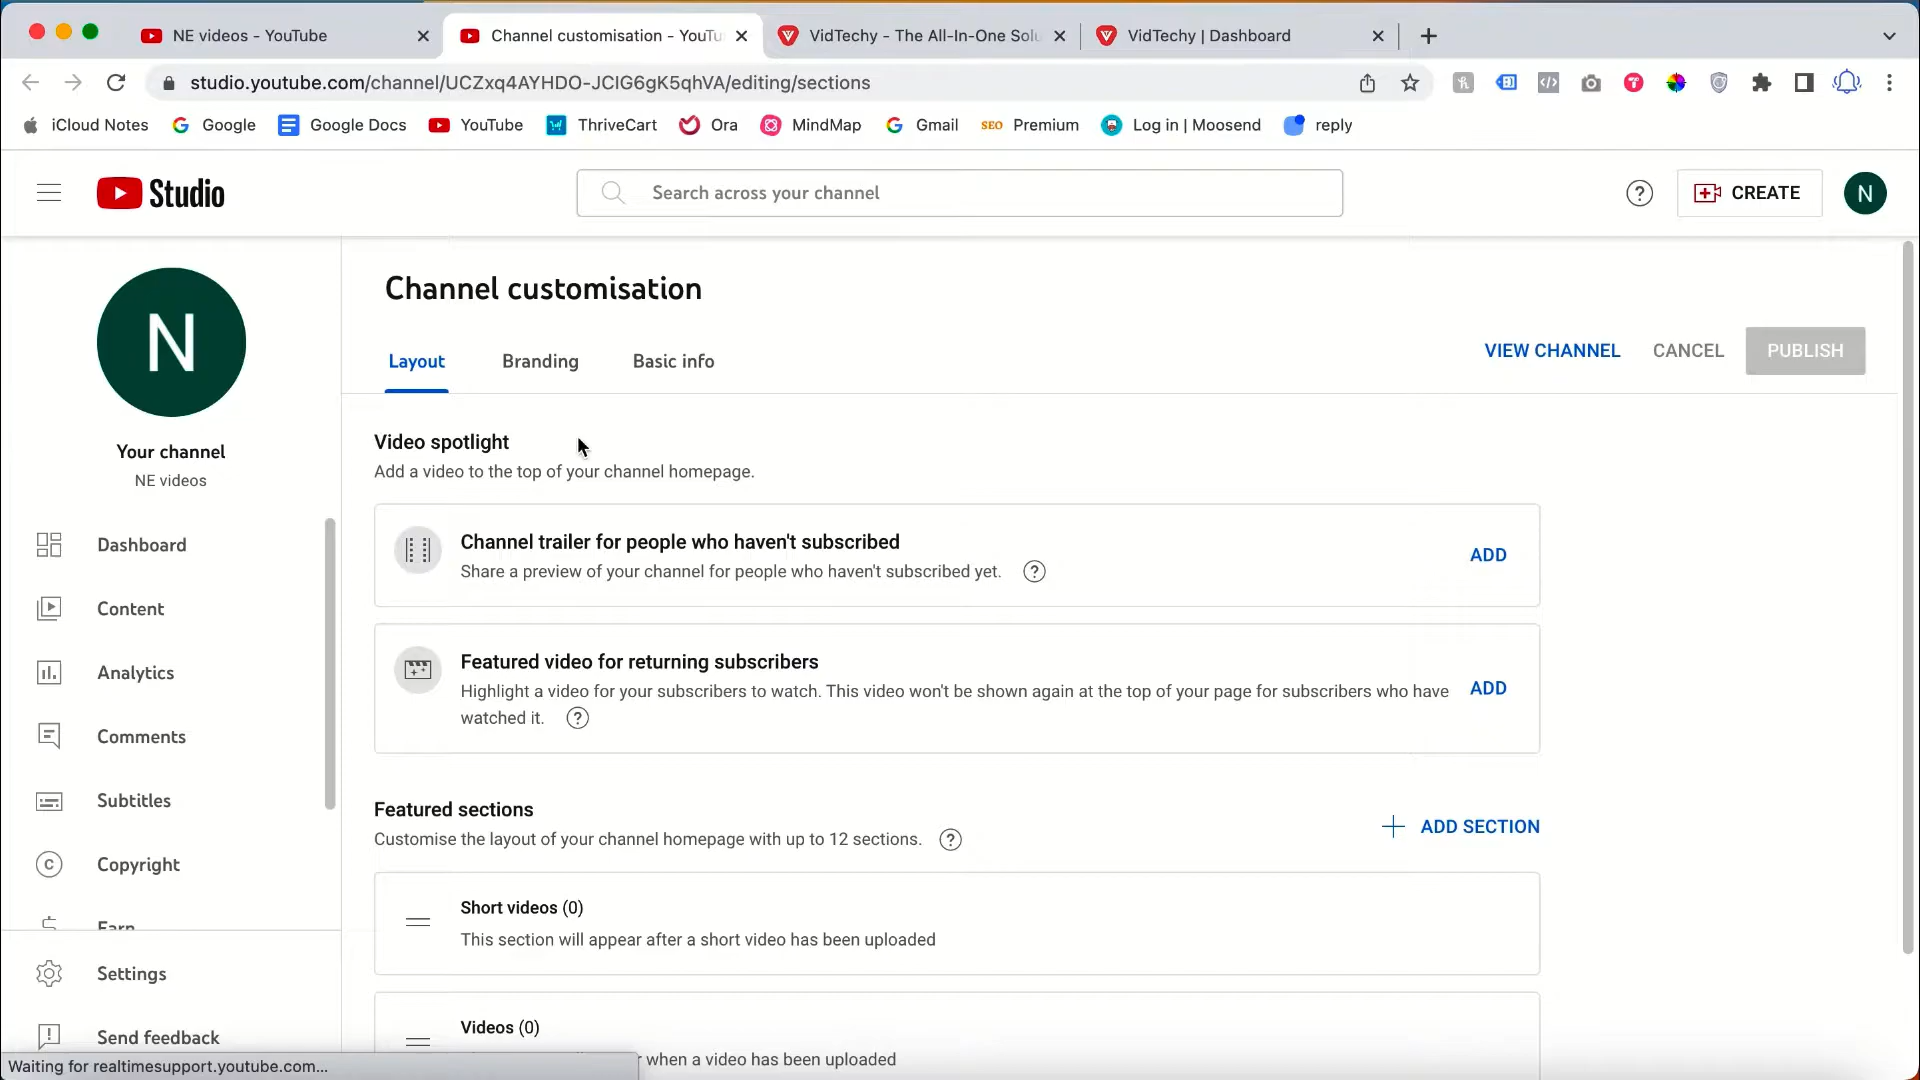 NE videos - YouTube
Channel customisation - YouTu
VidTechy - The All-In-One Solu
VidTechy | Dashboard
studio.youtube.com/channel/UCZxq4AYHDO-JCIG6gK5qhVA/editing/sections
iCloud Notes
Google
Google Docs
YouTube
ThriveCart
Ora
MindMap
Gmail
SEO Premium
Log in | Moosend
reply
Studio
Search across your channel
CREATE
N
N
Your channel
NE videos
Dashboard
Content
Analytics
Comments
Subtitles
Copyright
Earn
Settings
Send feedback
Channel customisation
Layout
Branding
Basic info
VIEW CHANNEL
CANCEL
PUBLISH
Video spotlight
Add a video to the top of your channel homepage.
Channel trailer for people who haven't subscribed
Share a preview of your channel for people who haven't subscribed yet. ?
ADD
Featured video for returning subscribers
Highlight a video for your subscribers to watch. This video won't be shown again at the top of your page for subscribers who have
watched it. ?
ADD
Featured sections
Customise the layout of your channel homepage with up to 12 sections. ?
ADD SECTION
Short videos (0)
This section will appear after a short video has been uploaded
Videos (0)
when a video has been uploaded
Waiting for realtimesupport.youtube.com...